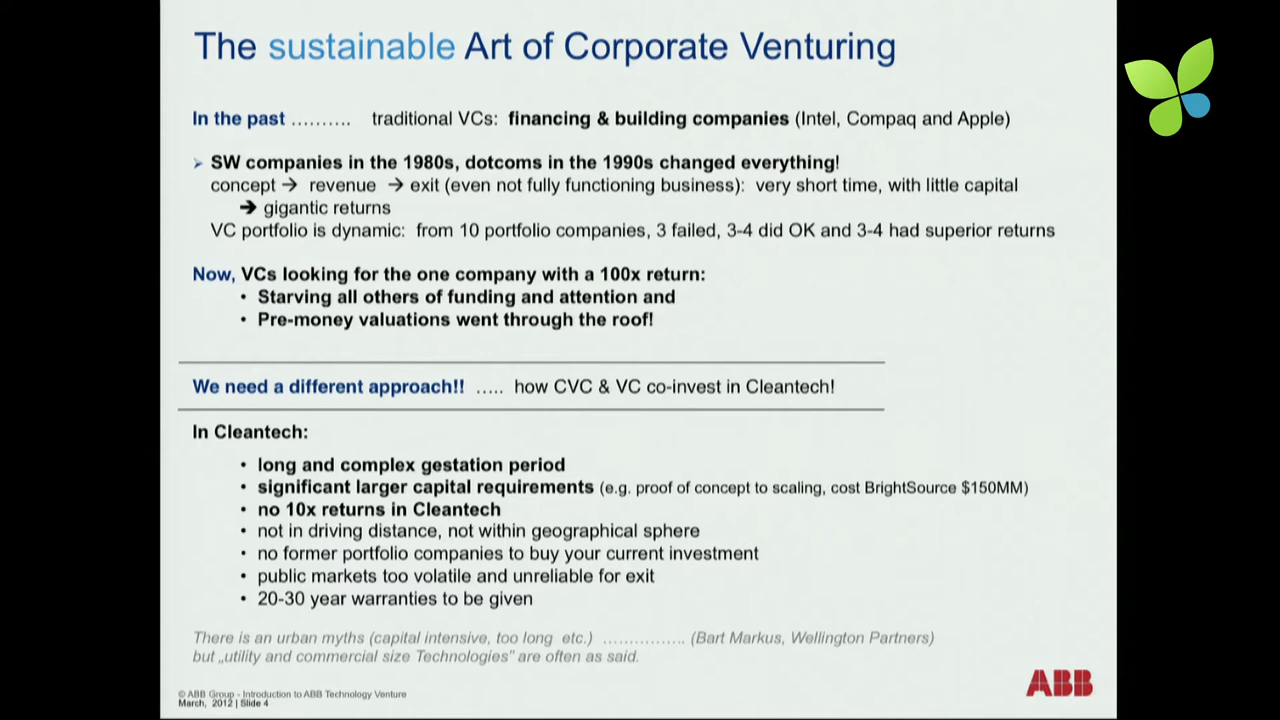 The sustainable Art of Corporate Venturing
In the past .......... traditional VCs: financing & building companies (Intel, Compaq and Apple)
➢ SW companies in the 1980s, dotcoms in the 1990s changed everything!
concept → revenue → exit (even not fully functioning business): very short time, with little capital
➔ gigantic returns
VC portfolio is dynamic: from 10 portfolio companies, 3 failed, 3-4 did OK and 3-4 had superior returns
Now, VCs looking for the one company with a 100x return:
• Starving all others of funding and attention and
• Pre-money valuations went through the roof!
We need a different approach!! ..... how CVC & VC co-invest in Cleantech!
In Cleantech:
• long and complex gestation period
• significant larger capital requirements (e.g. proof of concept to scaling, cost BrightSource $150MM)
• no 10x returns in Cleantech
• not in driving distance, not within geographical sphere
• no former portfolio companies to buy your current investment
• public markets too volatile and unreliable for exit
• 20-30 year warranties to be given
There is an urban myths (capital intensive, too long etc.) ................ (Bart Markus, Wellington Partners)
but „utility and commercial size Technologies" are often as said.
© ABB Group - Introduction to ABB Technology Venture
March, 2012 | Slide 4
ABB